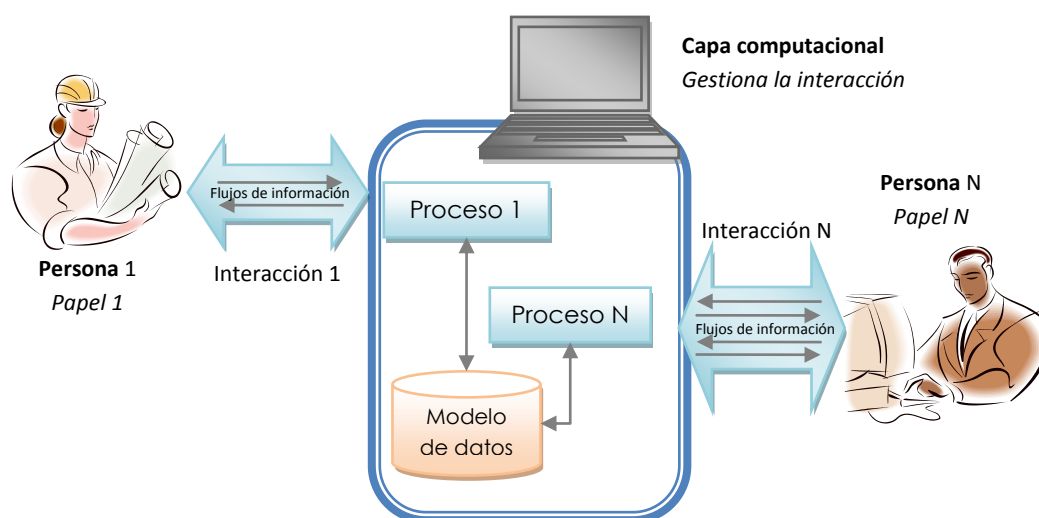 Capa computacional
Gestiona la interacción
Flujos de información
Persona 1
Papel 1
Interacción 1
Proceso 1
Proceso N
Modelo
de datos
Persona N
Papel N
Interacción N
Flujos de información